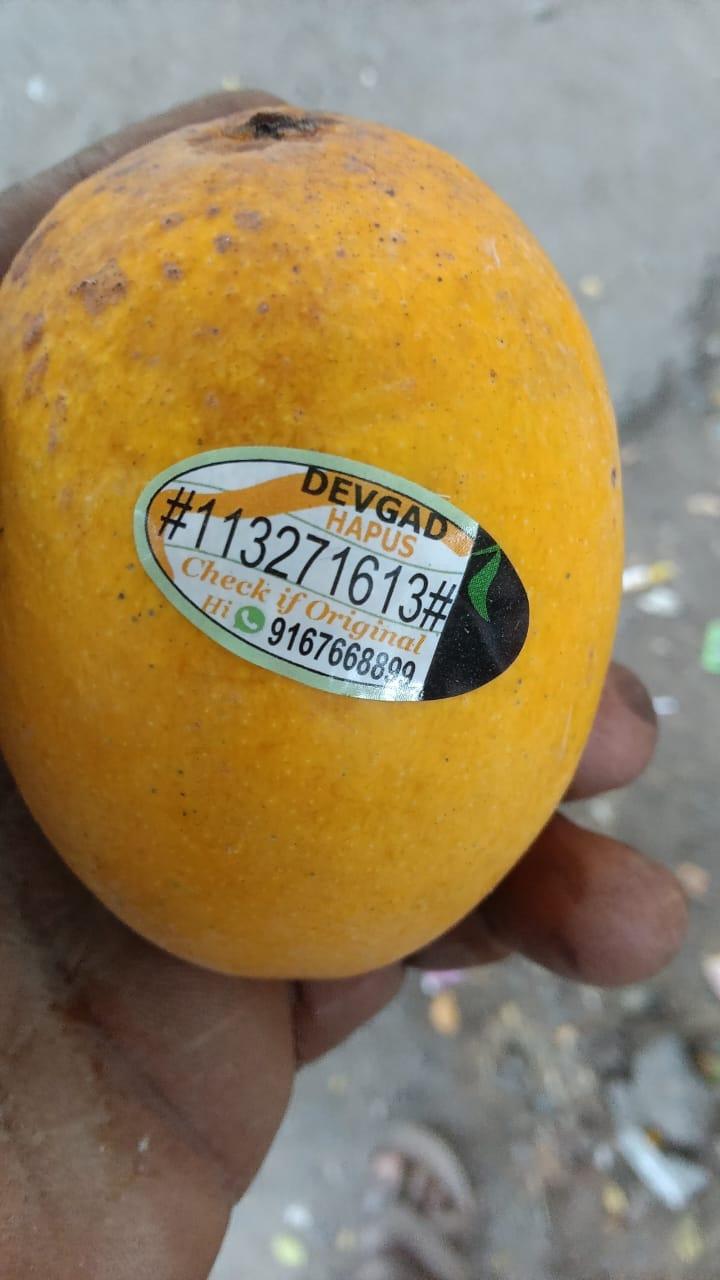 DEVGAD
HAPUS
#113271613#
Check if Original
Hi 9167668899